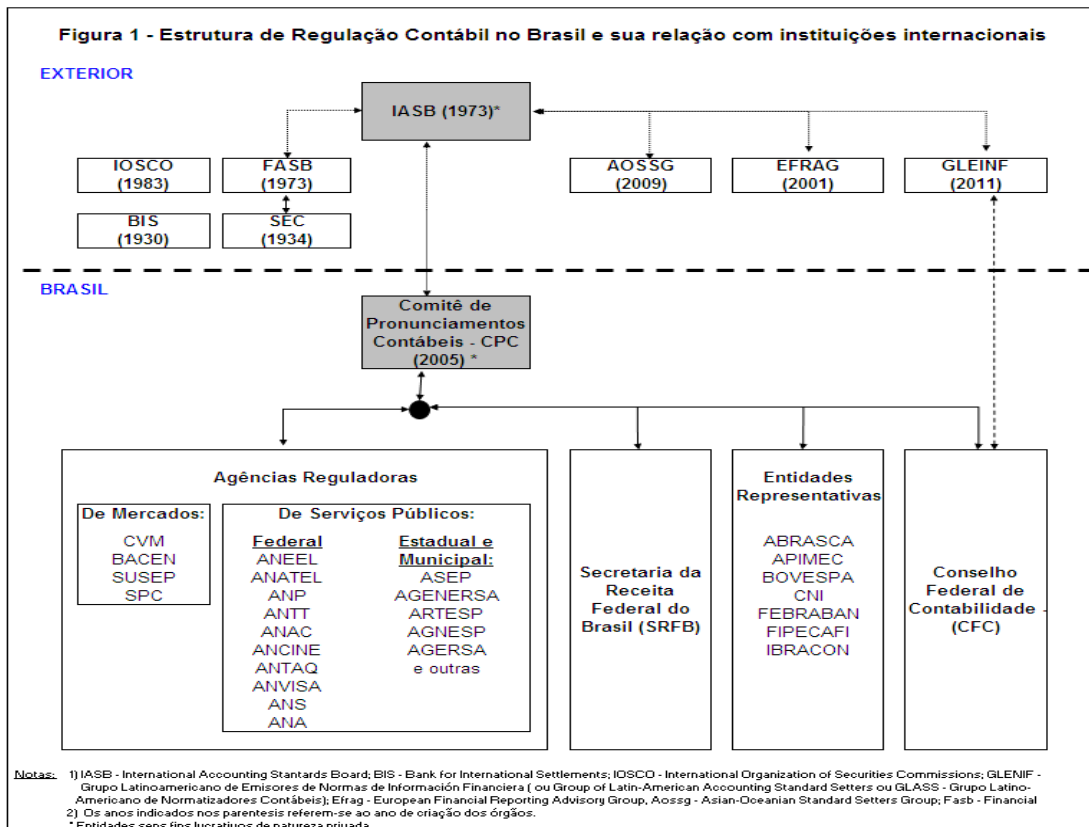 Figura 1 - Estrutura de Regulação Contábil no Brasil e sua relação com instituições internacionais
EXTERIOR
IASB (1973)*
IOSCO
(1983)
FASB
(1973)
AOSSG
(2009)
EFRAG
(2001)
GLEINF
(2011)
BIS
(1930)
SEC
(1934)
BRASIL
Comitê de
Pronunciamentos
Contábeis - CPC
(2005) *
Agências Reguladoras
De Mercados:
CVM
BACEN
SUSEP
SPC
De Serviços Públicos:
Federal
ANEEL
ANATEL
ANP
ANTT
ANAC
ANCINE
ANTAQ
ANVISA
ANS
ANA
Estadual e
Municipal:
ASEP
AGENERSA
ARTESP
AGNESP
AGERSA
e outras
Secretaria da
Receita
Federal do
Brasil (SRFB)
Entidades
Representativas
ABRASCA
APIMEC
BOVESPA
CNI
FEBRABAN
FIPECAFI
IBRACON
Conselho
Federal de
Contabilidade -
(CFC)
Notas: 1) IASB - International Accounting Stantards Board; BIS - Bank for International Settlements; IOSCO - International Organization of Securities Commissions; GLENIF -
Grupo Latinoamericano de Emisores de Normas de Información Financiera ( ou Group of Latin-American Accounting Standard Setters ou GLASS - Grupo Latino-
Americano de Normatizadores Contábeis); Efrag - European Financial Reporting Advisory Group, Aossg - Asian-Oceanian Standard Setters Group; Fasb - Financial
2) Os anos indicados nos parentesis referem-se ao ano de criação dos órgãos.
* Entidades sens fins lucrativos de natureza privada